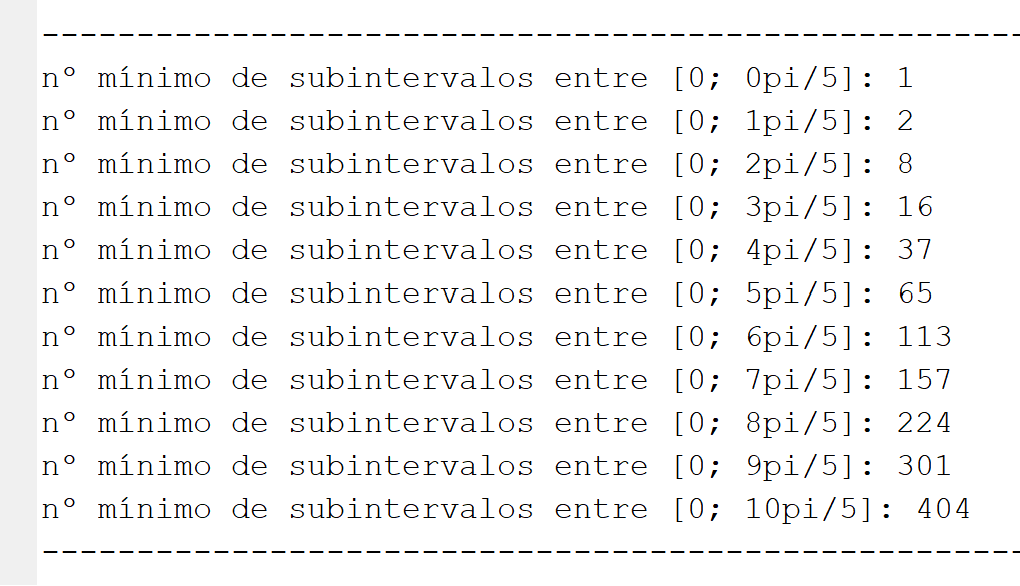 -----------------------------------------------------
nº mínimo de subintervalos entre [0; 0pi/5]: 1
nº mínimo de subintervalos entre [0; 1pi/5]: 2
nº mínimo de subintervalos entre [0; 2pi/5]: 8
nº mínimo de subintervalos entre [0; 3pi/5]: 16
nº mínimo de subintervalos entre [0; 4pi/5]: 37
nº mínimo de subintervalos entre [0; 5pi/5]: 65
nº mínimo de subintervalos entre [0; 6pi/5]: 113
nº mínimo de subintervalos entre [0; 7pi/5]: 157
nº mínimo de subintervalos entre [0; 8pi/5]: 224
nº mínimo de subintervalos entre [0; 9pi/5]: 301
nº mínimo de subintervalos entre [0; 10pi/5]: 404
-----------------------------------------------------